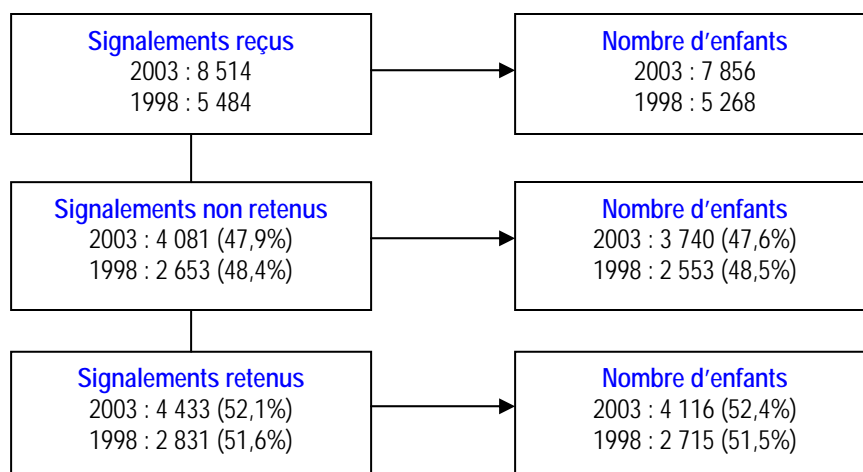 Signalements reçus
2003 : 8 514
1998 : 5 484
Nombre d'enfants
2003 : 7 856
1998 : 5 268
Signalements non retenus
2003 : 4 081 (47,9%)
1998 : 2 653 (48,4%)
Nombre d'enfants
2003 : 3 740 (47,6%)
1998 : 2 553 (48,5%)
Signalements retenus
2003 : 4 433 (52,1%)
1998 : 2 831 (51,6%)
Nombre d'enfants
2003 : 4 116 (52,4%)
1998 : 2 715 (51,5%)